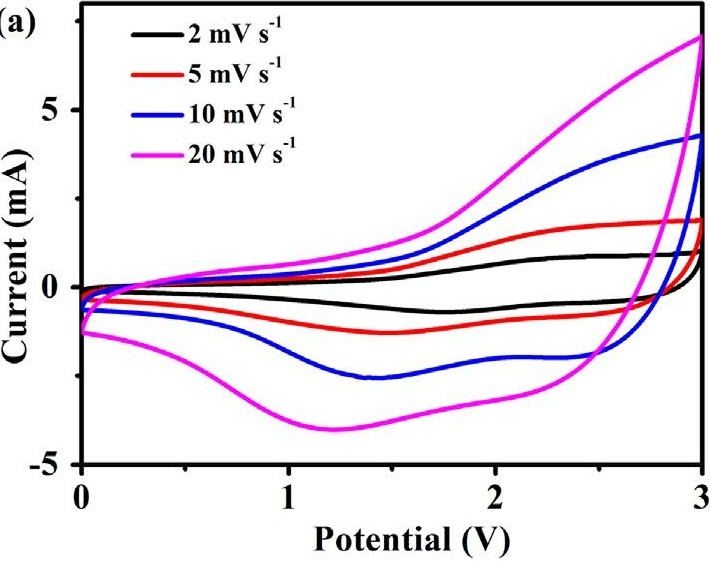 (a)
2 mV s⁻¹
5 mV s⁻¹
10 mV s⁻¹
20 mV s⁻¹
5
0
-5
Current (mA)
0 1 2 3
Potential (V)